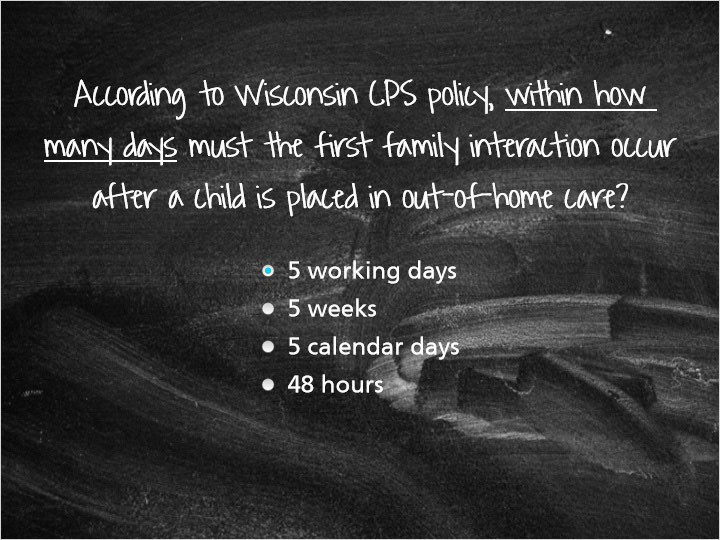 According to Wisconsin CPS policy, within how
many days must the first family interaction occur
after a child is placed in out-of-home care?
5 working days
5 weeks
5 calendar days
48 hours